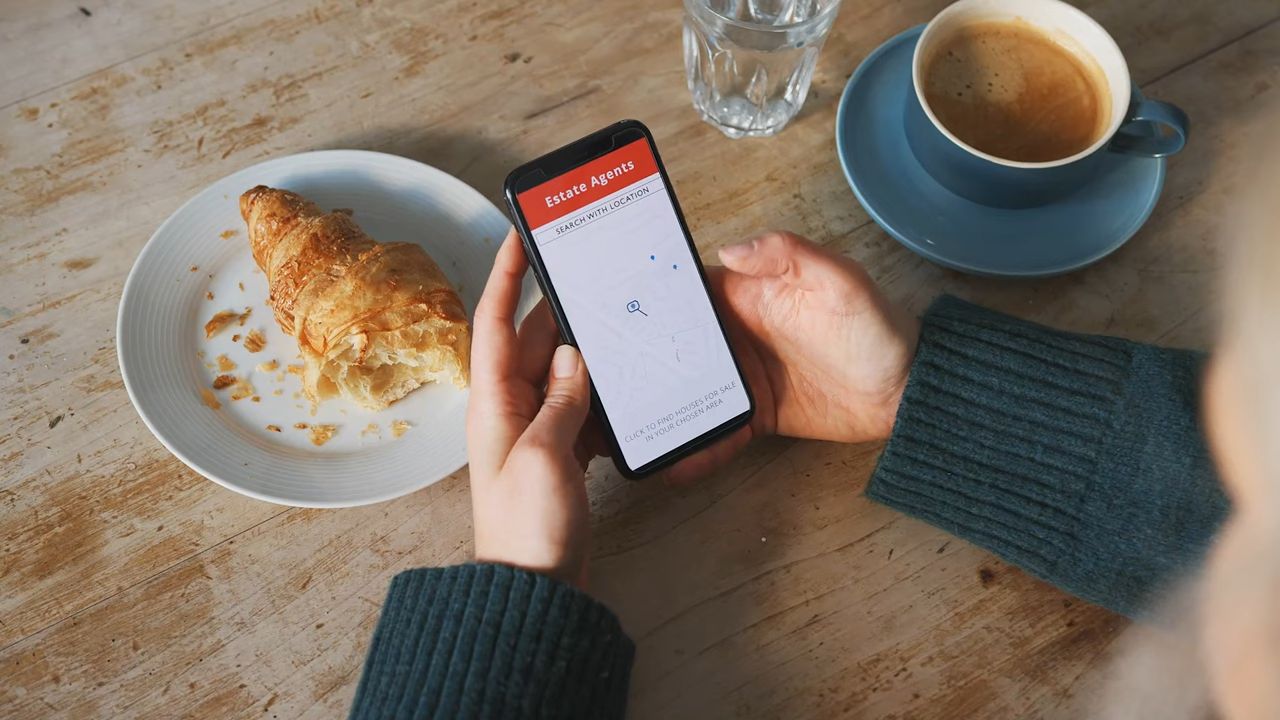 Estate Agents
SEARCH WITH LOCATION
CLICK TO FIND HOUSES FOR SALE
IN YOUR CHOSEN AREA